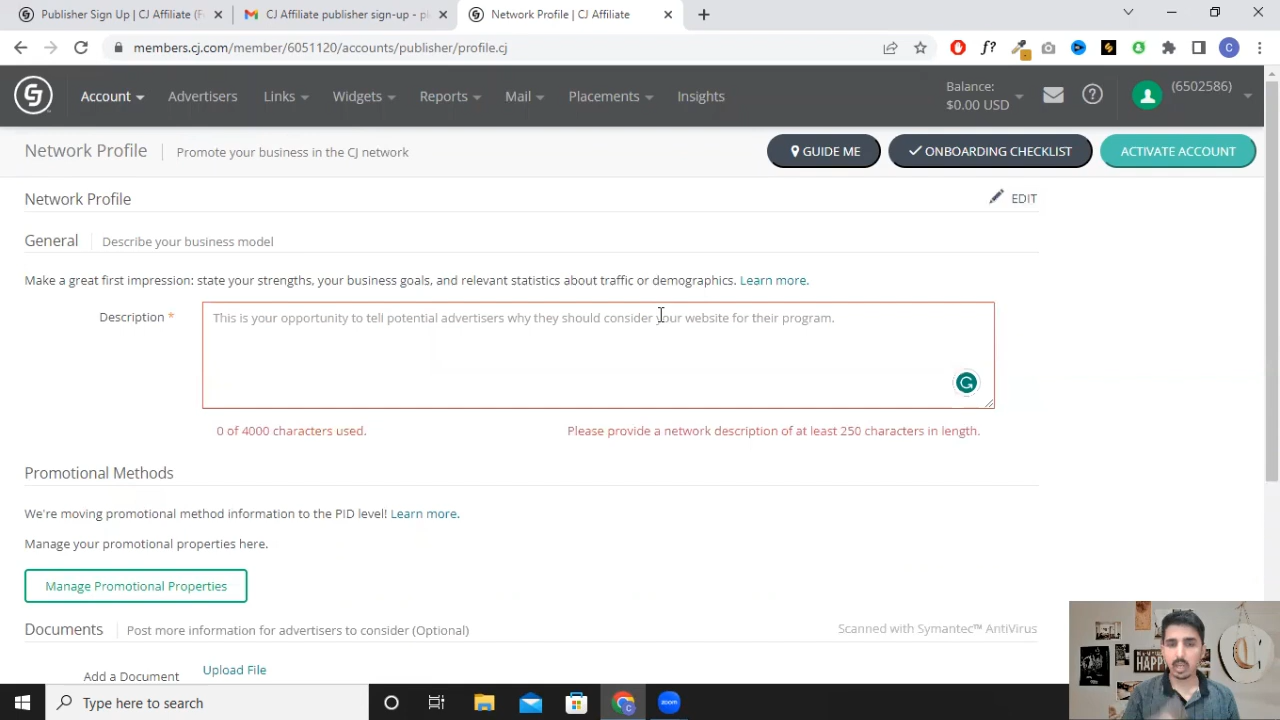 Publisher Sign Up | CJ Affiliate (F
CJ Affiliate publisher sign-up - pl
Network Profile | CJ Affiliate
members.cj.com/member/6051120/accounts/publisher/profile.cj
f?
C
Account
Advertisers
Links
Widgets
Reports
Mail
Placements
Insights
Balance:
$0.00 USD
(6502586)
Network Profile
Promote your business in the CJ network
GUIDE ME
ONBOARDING CHECKLIST
ACTIVATE ACCOUNT
Network Profile
EDIT
General
Describe your business model
Make a great first impression: state your strengths, your business goals, and relevant statistics about traffic or demographics. Learn more.
Description *
This is your opportunity to tell potential advertisers why they should consider your website for their program.
0 of 4000 characters used.
Please provide a network description of at least 250 characters in length.
Promotional Methods
We're moving promotional method information to the PID level! Learn more.
Manage your promotional properties here.
Manage Promotional Properties
Documents
Post more information for advertisers to consider (Optional)
Scanned with Symantec™ AntiVirus
Add a Document
Upload File
HAPPY
Type here to search
zoom